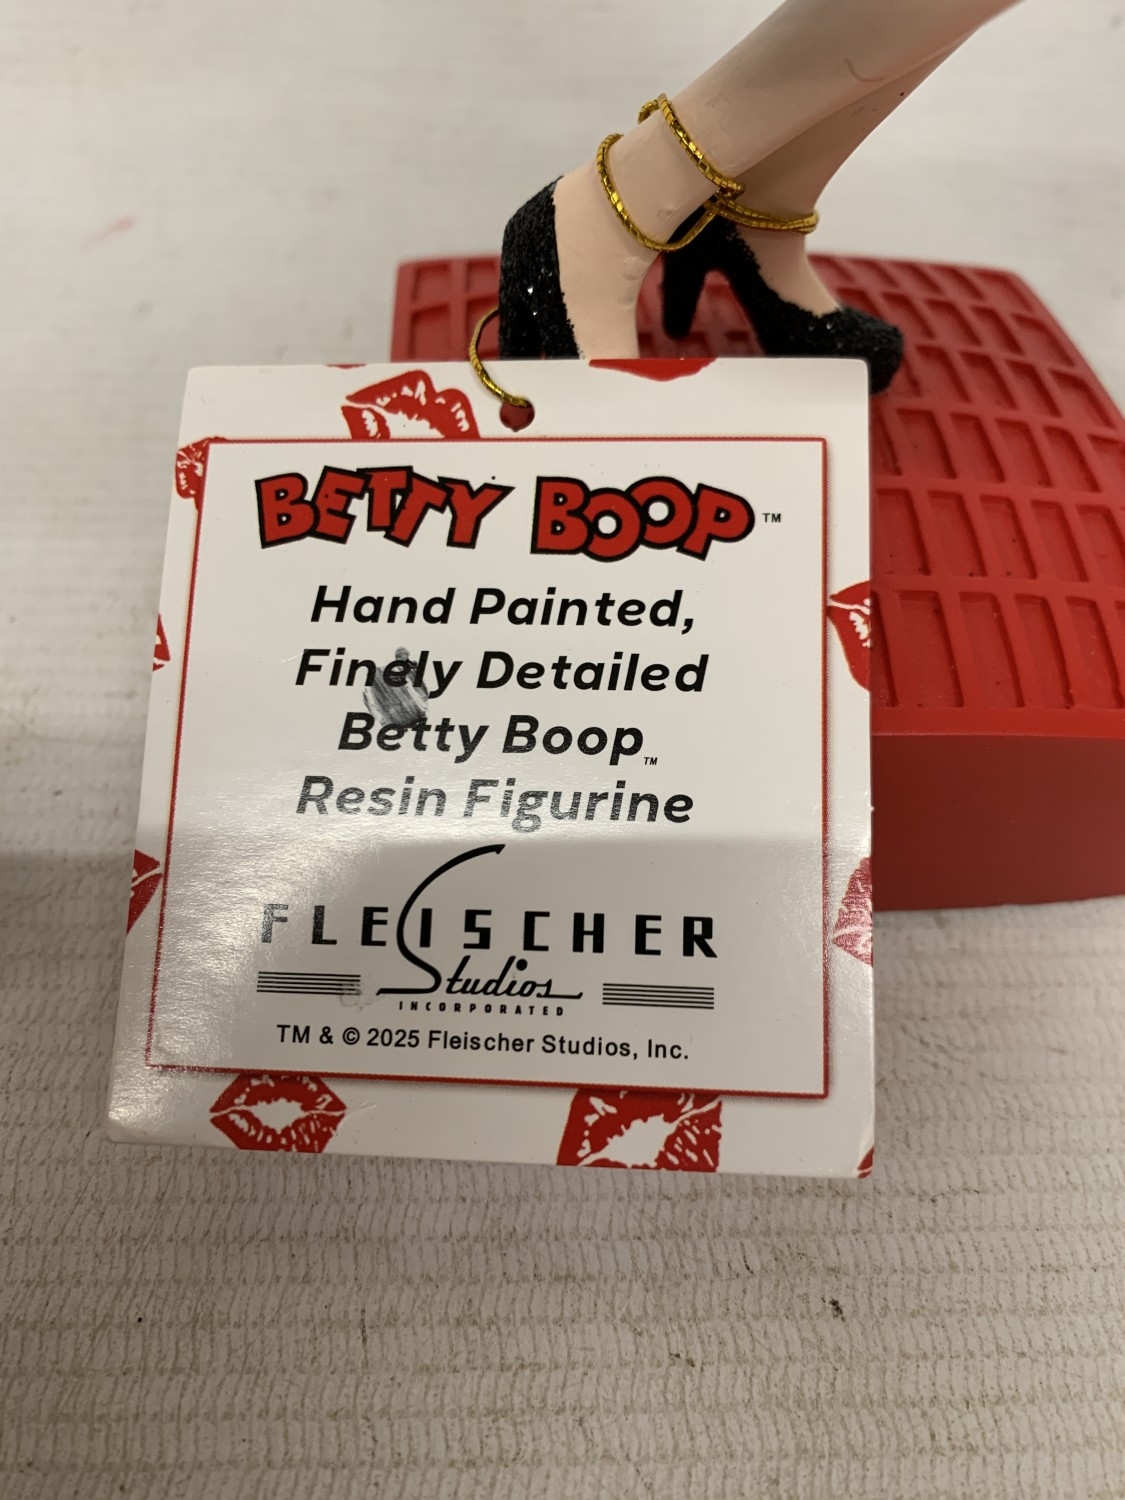 BETTY BOOP™
Hand Painted,
Finely Detailed
Betty Boop™
Resin Figurine
FLEISCHER
Studios
INCORPORATED
TM & © 2025 Fleischer Studios, Inc.